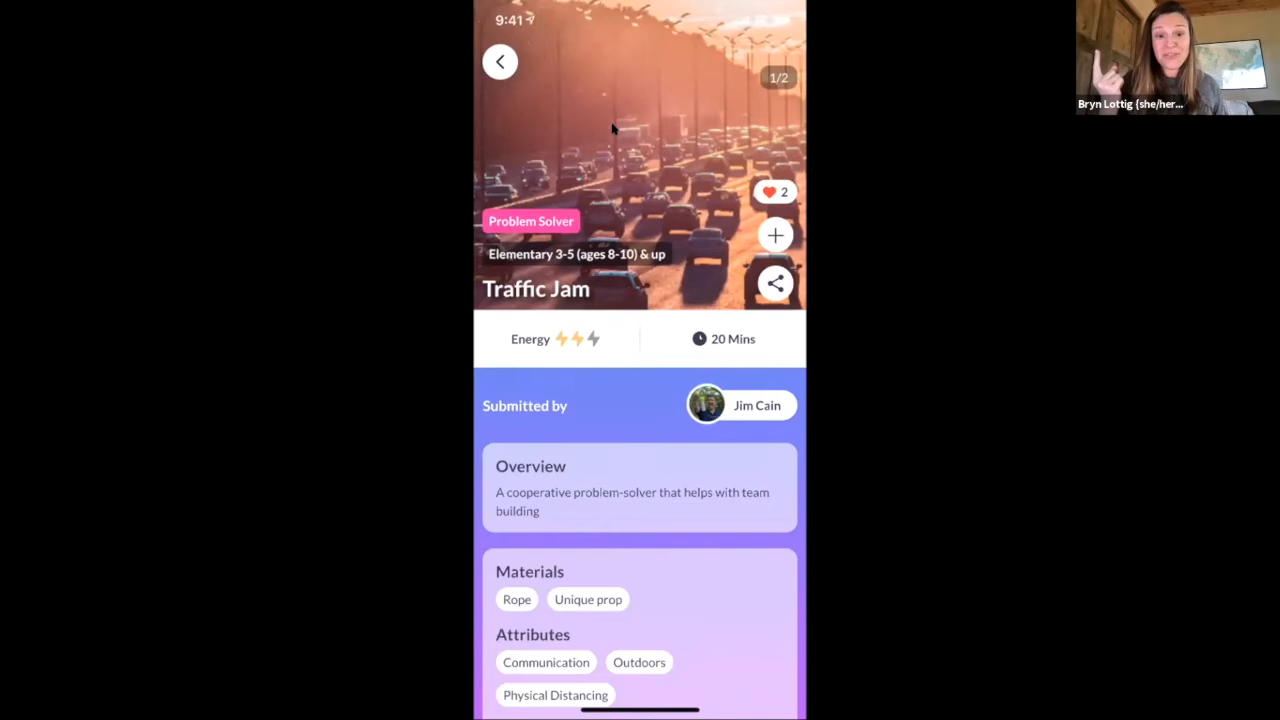 9:41
1/2
2
Problem Solver
Elementary 3-5 (ages 8-10) & up
Traffic Jam
Energy
20 Mins
Submitted by
Jim Cain
Overview
A cooperative problem-solver that helps with team
building
Materials
Rope
Unique prop
Attributes
Communication
Outdoors
Physical Distancing
Bryn Lottig {she/her...